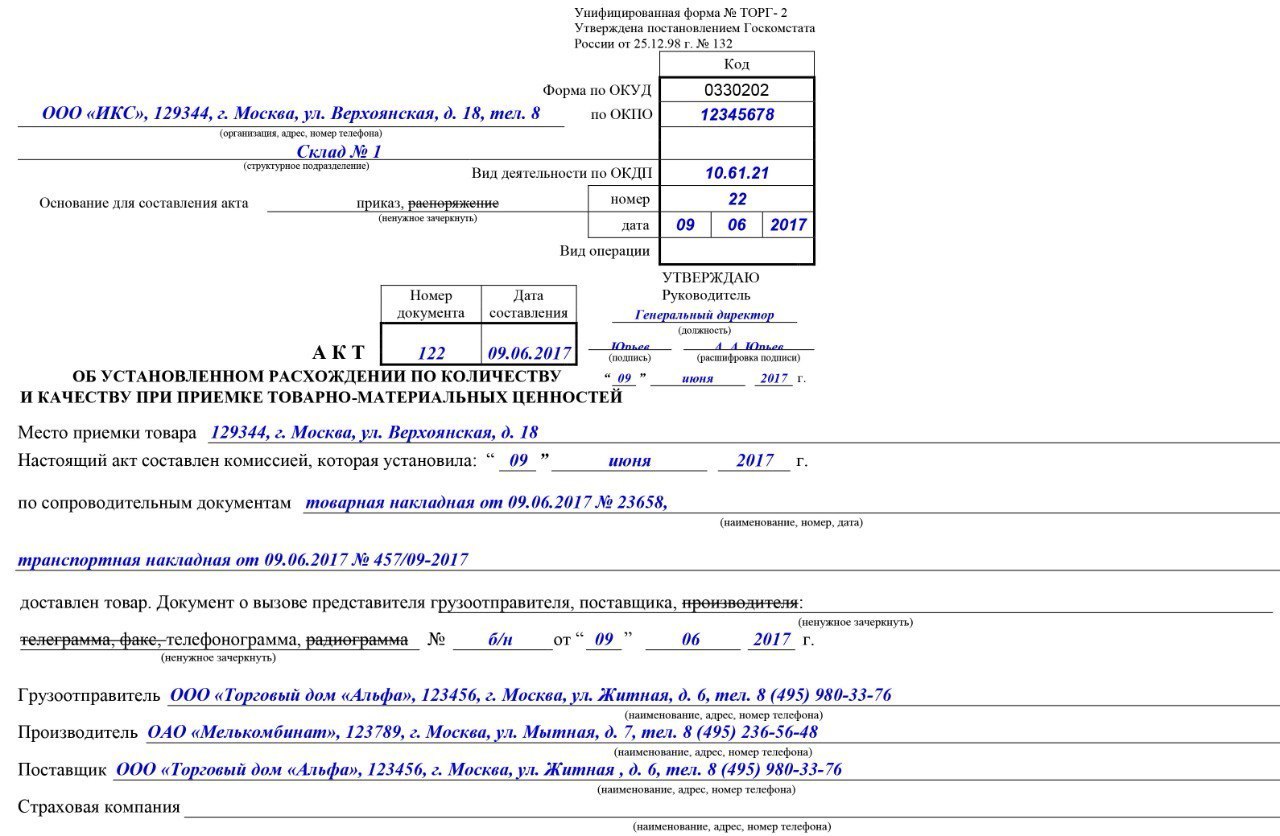 Унифицированная форма № ТОРГ- 2
Утверждена постановлением Госкомстата
России от 25.12.98 г. № 132
Код
Форма по ОКУД 0330202
ООО «ИКС», 129344, г. Москва, ул. Верхоянская, д. 18, тел. 8 по ОКПО 12345678
(организация, адрес, номер телефона)
Склад № 1
(структурное подразделение)
Вид деятельности по ОКДП 10.61.21
Основание для составления акта приказ, распоряжение номер 22
(ненужное зачеркнуть)
дата 09 06 2017
Вид операции
УТВЕРЖДАЮ
Руководитель
Генеральный директор
(должность)
Номер документа Дата составления
Юрьев А. А. Юрьев
(подпись) (расшифровка подписи)
А К Т 122 09.06.2017
“ 09 ” июня 2017 г.
ОБ УСТАНОВЛЕННОМ РАСХОЖДЕНИИ ПО КОЛИЧЕСТВУ
И КАЧЕСТВУ ПРИ ПРИЕМКЕ ТОВАРНО-МАТЕРИАЛЬНЫХ ЦЕННОСТЕЙ
Место приемки товара 129344, г. Москва, ул. Верхоянская, д. 18
Настоящий акт составлен комиссией, которая установила: “ 09 ” июня 2017 г.
по сопроводительным документам товарная накладная от 09.06.2017 № 23658,
(наименование, номер, дата)
транспортная накладная от 09.06.2017 № 457/09-2017
доставлен товар. Документ о вызове представителя грузоотправителя, поставщика, производителя:
(ненужное зачеркнуть)
телеграмма, факс, телефонограмма, радиограмма № б/н от “ 09 ” 06 2017 г.
(ненужное зачеркнуть)
Грузоотправитель ООО «Торговый дом «Альфа», 123456, г. Москва, ул. Житная, д. 6, тел. 8 (495) 980-33-76
(наименование, адрес, номер телефона)
Производитель ОАО «Мелькомбинат», 123789, г. Москва, ул. Мытная, д. 7, тел. 8 (495) 236-56-48
(наименование, адрес, номер телефона)
Поставщик ООО «Торговый дом «Альфа», 123456, г. Москва, ул. Житная , д. 6, тел. 8 (495) 980-33-76
(наименование, адрес, номер телефона)
Страховая компания
(наименование, адрес, номер телефона)